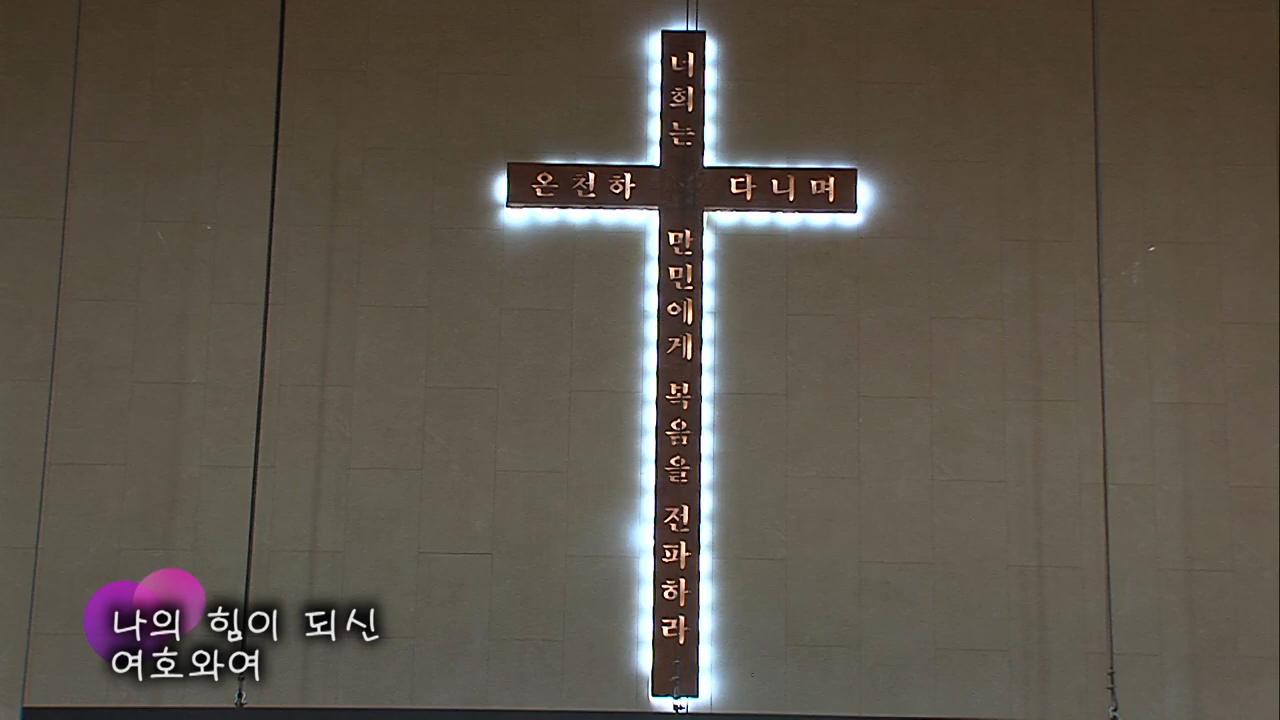 너희는
온천하 다니며
만민에게 복음을 전파하라
나의 힘이 되신
여호와여